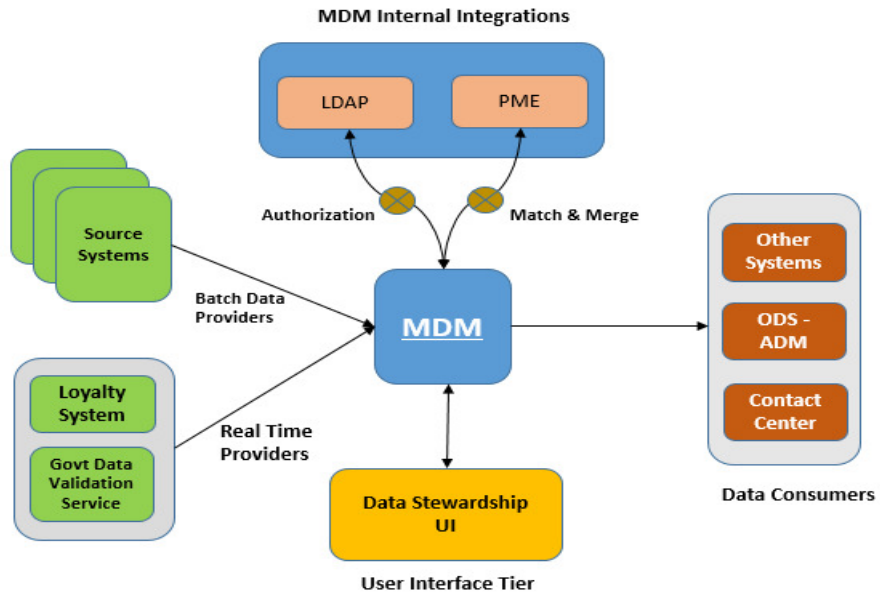 MDM Internal Integrations
LDAP
PME
Authorization
Match & Merge
Source
Systems
Batch Data
Providers
MDM
Other
Systems
ODS -
ADM
Contact
Center
Data Consumers
Loyalty
System
Govt Data
Validation
Service
Real Time
Providers
Data Stewardship
UI
User Interface Tier